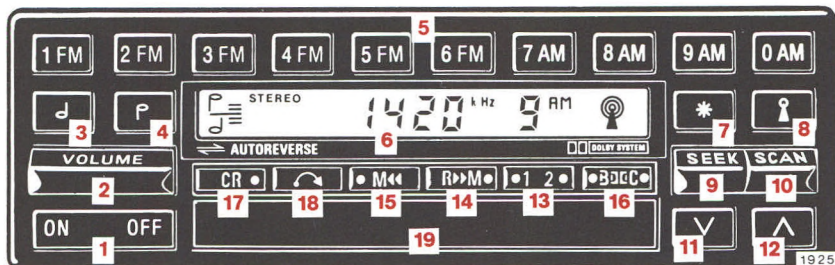 5
1 FM 2 FM 3 FM 4 FM 5 FM 6 FM 7 AM 8 AM 9 AM 0 AM
STEREO 1420 kHz 9 AM
3 4 6 7 8
AUTOREVERSE DOLBY SYSTEM
VOLUME SEEK SCAN
2 9 10
CR M R M 1 2 B C
17 18 15 14 13 16
ON OFF
1 19 11 12
1925